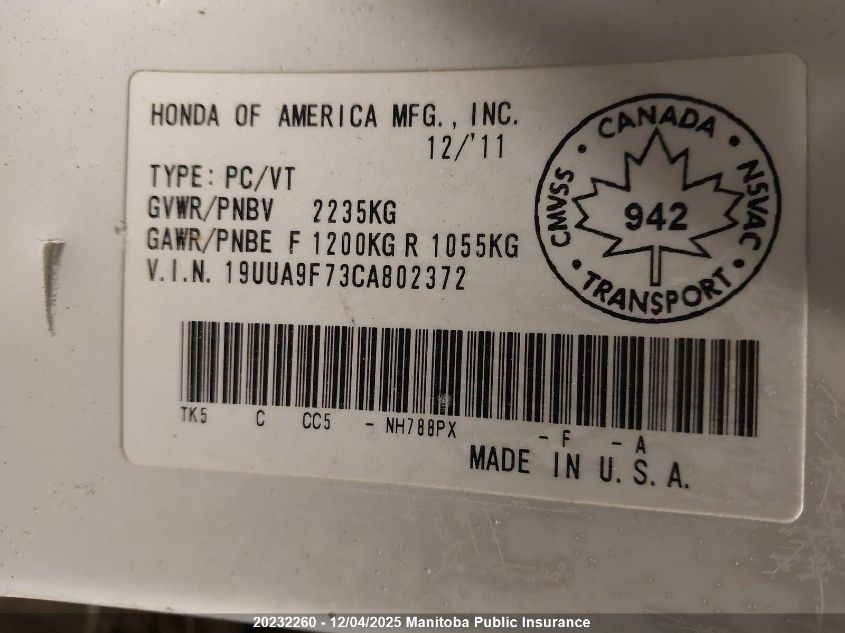 HONDA OF AMERICA MFG., INC.
12/'11
TYPE: PC/VT
GVWR/PNBV 2235KG
GAWR/PNBE F 1200KG R 1055KG
V.I.N. 19UUA9F73CA802372
CANADA
CMVSS
942
NSVAC
TRANSPORT
TK5 C CC5 - NH788PX - F - A
MADE IN U.S.A.
20232260 - 12/04/2025 Manitoba Public Insurance